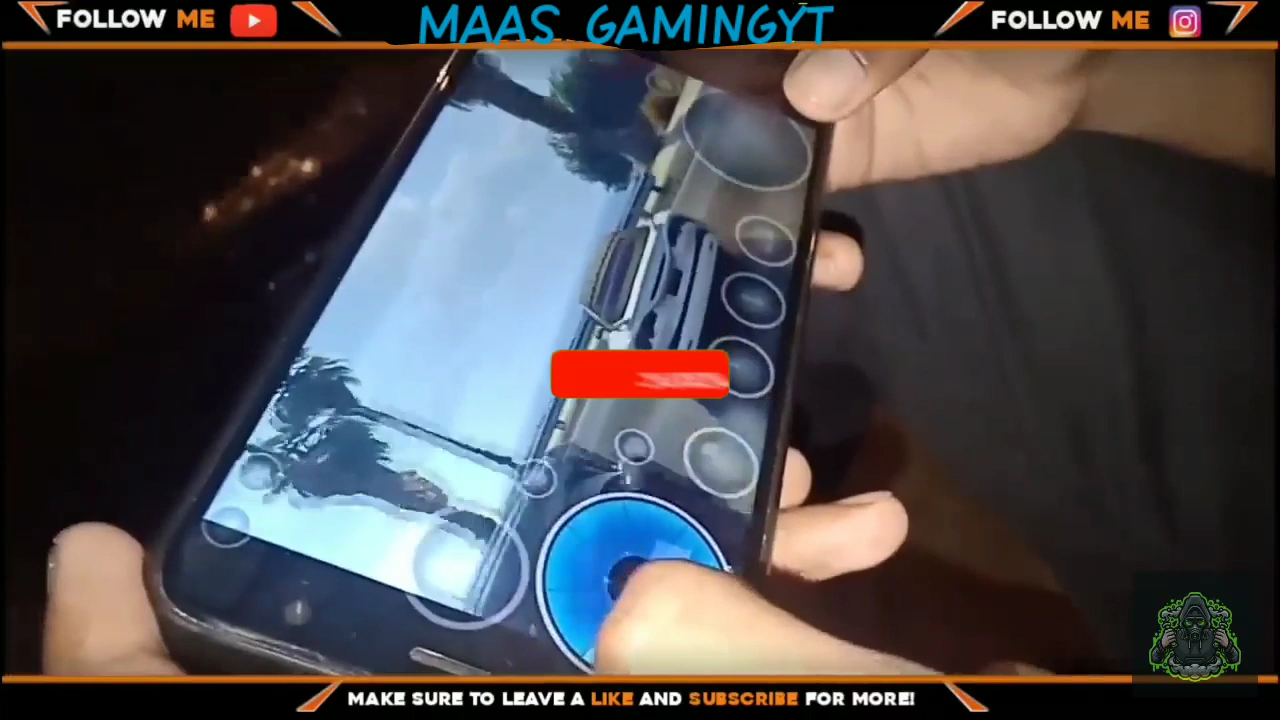 FOLLOW ME
MAAS GAMINGYT
FOLLOW ME
MAKE SURE TO LEAVE A LIKE AND SUBSCRIBE FOR MORE!